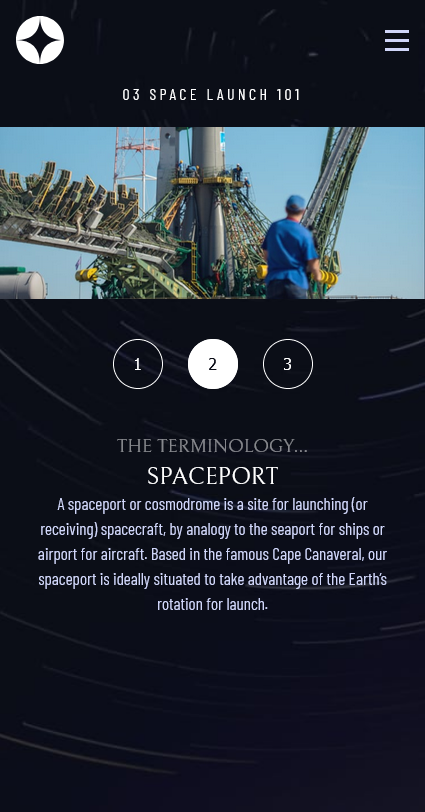 03 SPACE LAUNCH 101
1 2 3
THE TERMINOLOGY...
SPACEPORT
A spaceport or cosmodrome is a site for launching (or
receiving) spacecraft, by analogy to the seaport for ships or
airport for aircraft. Based in the famous Cape Canaveral, our
spaceport is ideally situated to take advantage of the Earth’s
rotation for launch.